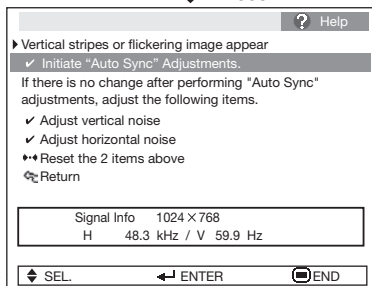 ? Help
Vertical stripes or flickering image appear
✔ Initiate “Auto Sync” Adjustments.
If there is no change after performing "Auto Sync"
adjustments, adjust the following items.
✔ Adjust vertical noise
✔ Adjust horizontal noise
Reset the 2 items above
Return
Signal Info 1024×768
H 48.3 kHz / V 59.9 Hz
SEL. ENTER END